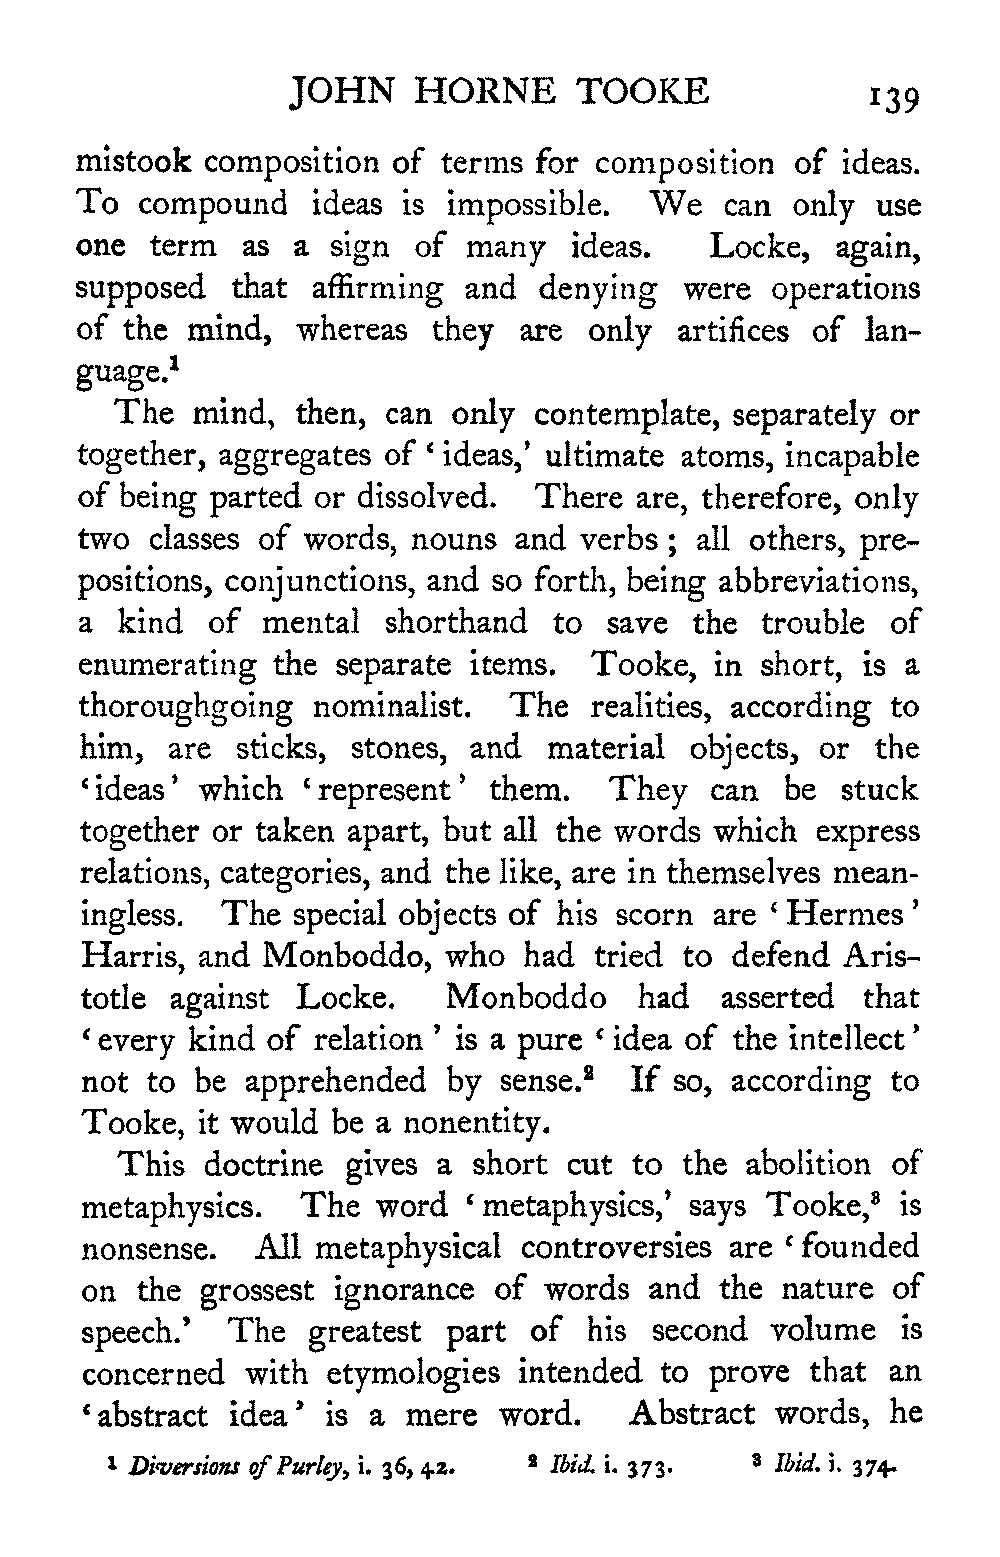 JOHN HORNE TOOKE 139
mistook composition of terms for composition of ideas.
To compound ideas is impossible. We can only use
one term as a sign of many ideas. Locke, again,
supposed that affirming and denying were operations
of the mind, whereas they are only artifices of lan-
guage.¹
The mind, then, can only contemplate, separately or
together, aggregates of ‘ ideas,’ ultimate atoms, incapable
of being parted or dissolved. There are, therefore, only
two classes of words, nouns and verbs ; all others, pre-
positions, conjunctions, and so forth, being abbreviations,
a kind of mental shorthand to save the trouble of
enumerating the separate items. Tooke, in short, is a
thoroughgoing nominalist. The realities, according to
him, are sticks, stones, and material objects, or the
‘ ideas ’ which ‘ represent ’ them. They can be stuck
together or taken apart, but all the words which express
relations, categories, and the like, are in themselves mean-
ingless. The special objects of his scorn are ‘ Hermes ’
Harris, and Monboddo, who had tried to defend Aris-
totle against Locke. Monboddo had asserted that
‘ every kind of relation ’ is a pure ‘ idea of the intellect ’
not to be apprehended by sense.² If so, according to
Tooke, it would be a nonentity.
This doctrine gives a short cut to the abolition of
metaphysics. The word ‘ metaphysics,’ says Tooke,³ is
nonsense. All metaphysical controversies are ‘ founded
on the grossest ignorance of words and the nature of
speech.’ The greatest part of his second volume is
concerned with etymologies intended to prove that an
‘ abstract idea ’ is a mere word. Abstract words, he
¹ Diversions of Purley, i. 36, 42. ² Ibid. i. 373. ³ Ibid. i. 374.